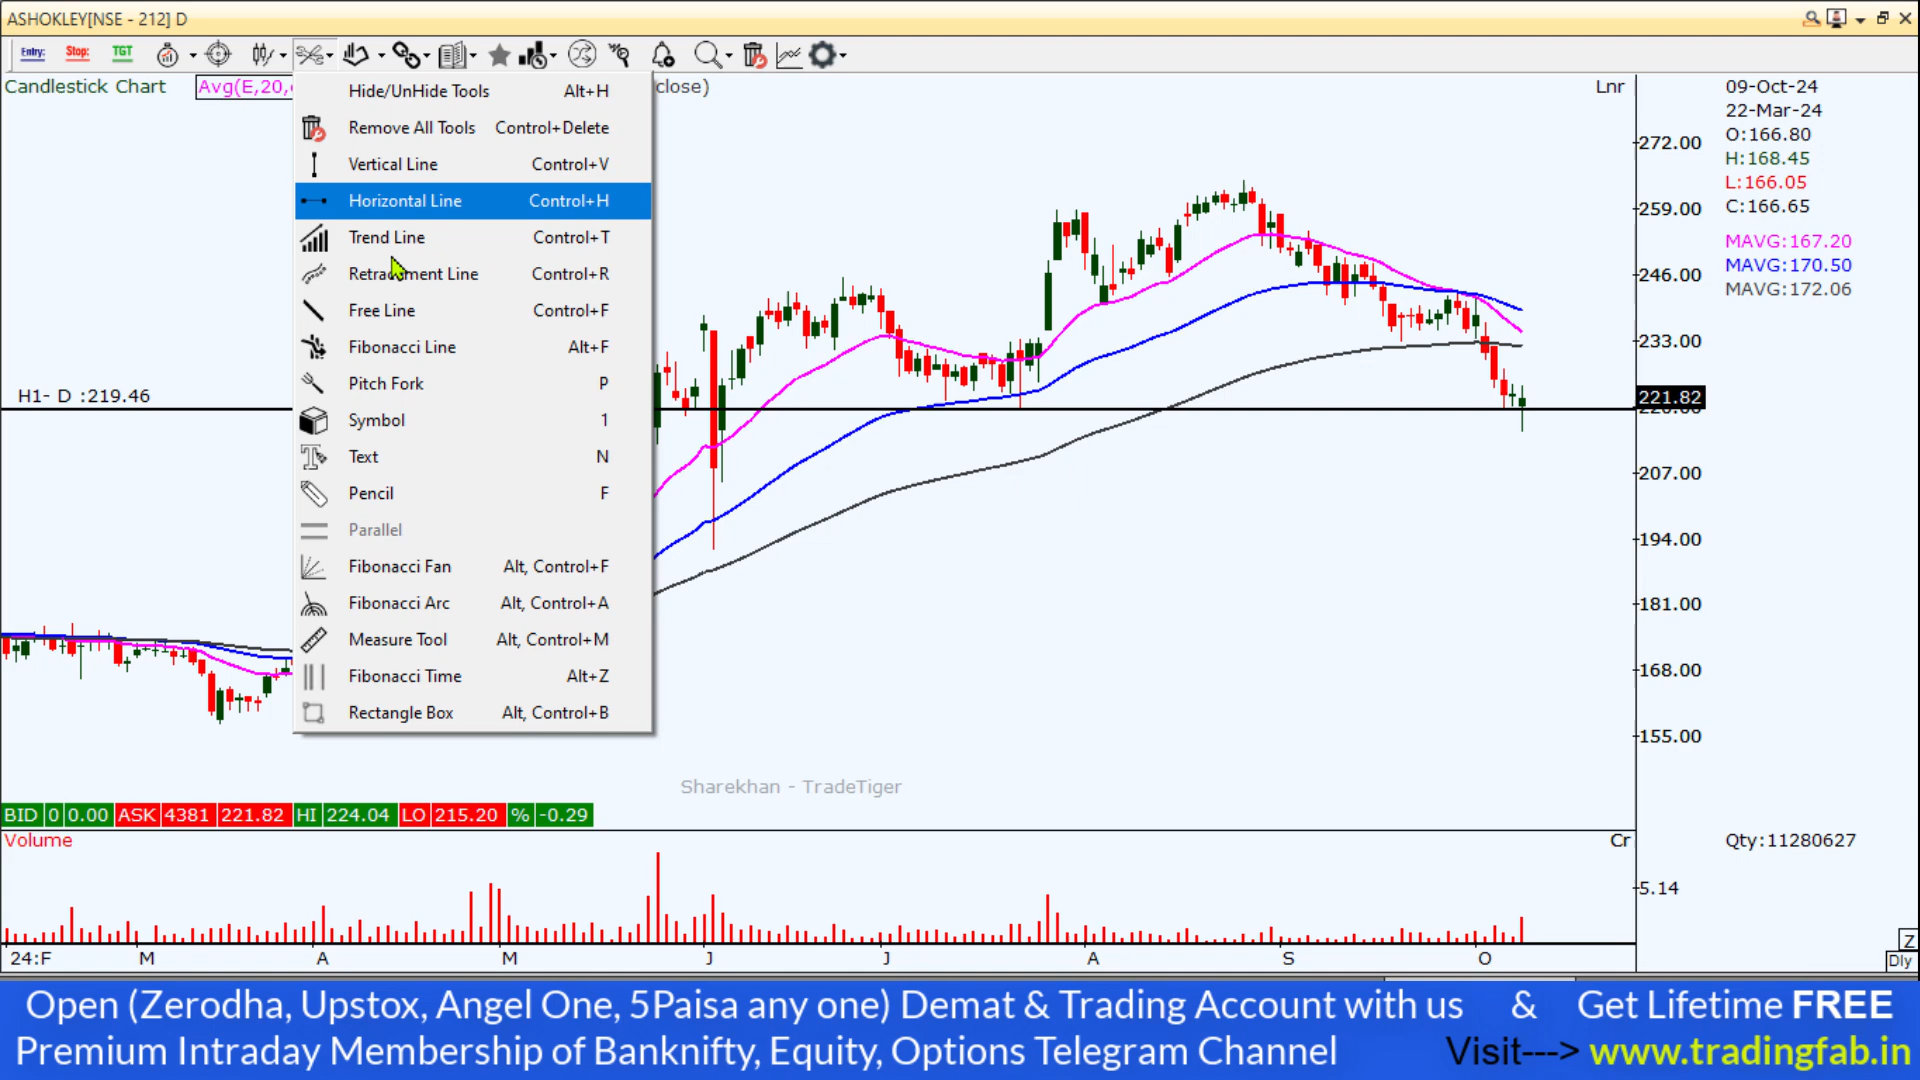 ASHOKLEY[NSE - 212] D
Entry: Stop: TGT
Candlestick Chart
Avg(E,20,
close)
Lnr
Hide/UnHide Tools Alt+H
Remove All Tools Control+Delete
Vertical Line Control+V
Horizontal Line Control+H
Trend Line Control+T
Retracement Line Control+R
Free Line Control+F
Fibonacci Line Alt+F
Pitch Fork P
Symbol 1
Text N
Pencil F
Parallel
Fibonacci Fan Alt, Control+F
Fibonacci Arc Alt, Control+A
Measure Tool Alt, Control+M
Fibonacci Time Alt+Z
Rectangle Box Alt, Control+B
H1- D :219.46
272.00
259.00
246.00
233.00
221.82
207.00
194.00
181.00
168.00
155.00
09-Oct-24
22-Mar-24
O:166.80
H:168.45
L:166.05
C:166.65
MAVG:167.20
MAVG:170.50
MAVG:172.06
Sharekhan - TradeTiger
BID 0 0.00 ASK 4381 221.82 HI 224.04 LO 215.20 % -0.29
Volume
Cr
Qty:11280627
5.14
24:F M A M J J A S O
Z
Dly
Open (Zerodha, Upstox, Angel One, 5Paisa any one) Demat & Trading Account with us & Get Lifetime FREE
Premium Intraday Membership of Banknifty, Equity, Options Telegram Channel Visit---> www.tradingfab.in